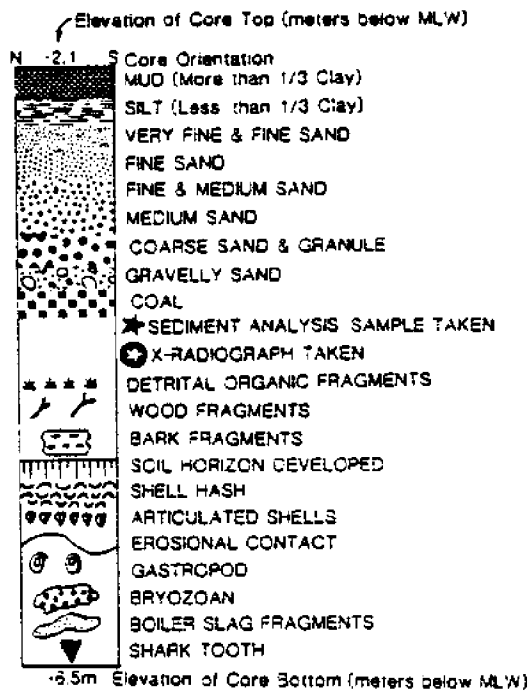 Elevation of Core Top (meters below MLW)
N -2.1 S Core Orientation
MUD (More than 1/3 Clay)
SILT (Less than 1/3 Clay)
VERY FINE & FINE SAND
FINE SAND
FINE & MEDIUM SAND
MEDIUM SAND
COARSE SAND & GRANULE
GRAVELLY SAND
COAL
SEDIMENT ANALYSIS SAMPLE TAKEN
X-RADIOGRAPH TAKEN
DETRITAL ORGANIC FRAGMENTS
WOOD FRAGMENTS
BARK FRAGMENTS
SOIL HORIZON DEVELOPED
SHELL HASH
ARTICULATED SHELLS
EROSIONAL CONTACT
GASTROPOD
BRYOZOAN
BOILER SLAG FRAGMENTS
SHARK TOOTH
-6.5m Elevation of Core Bottom (meters below MLW)